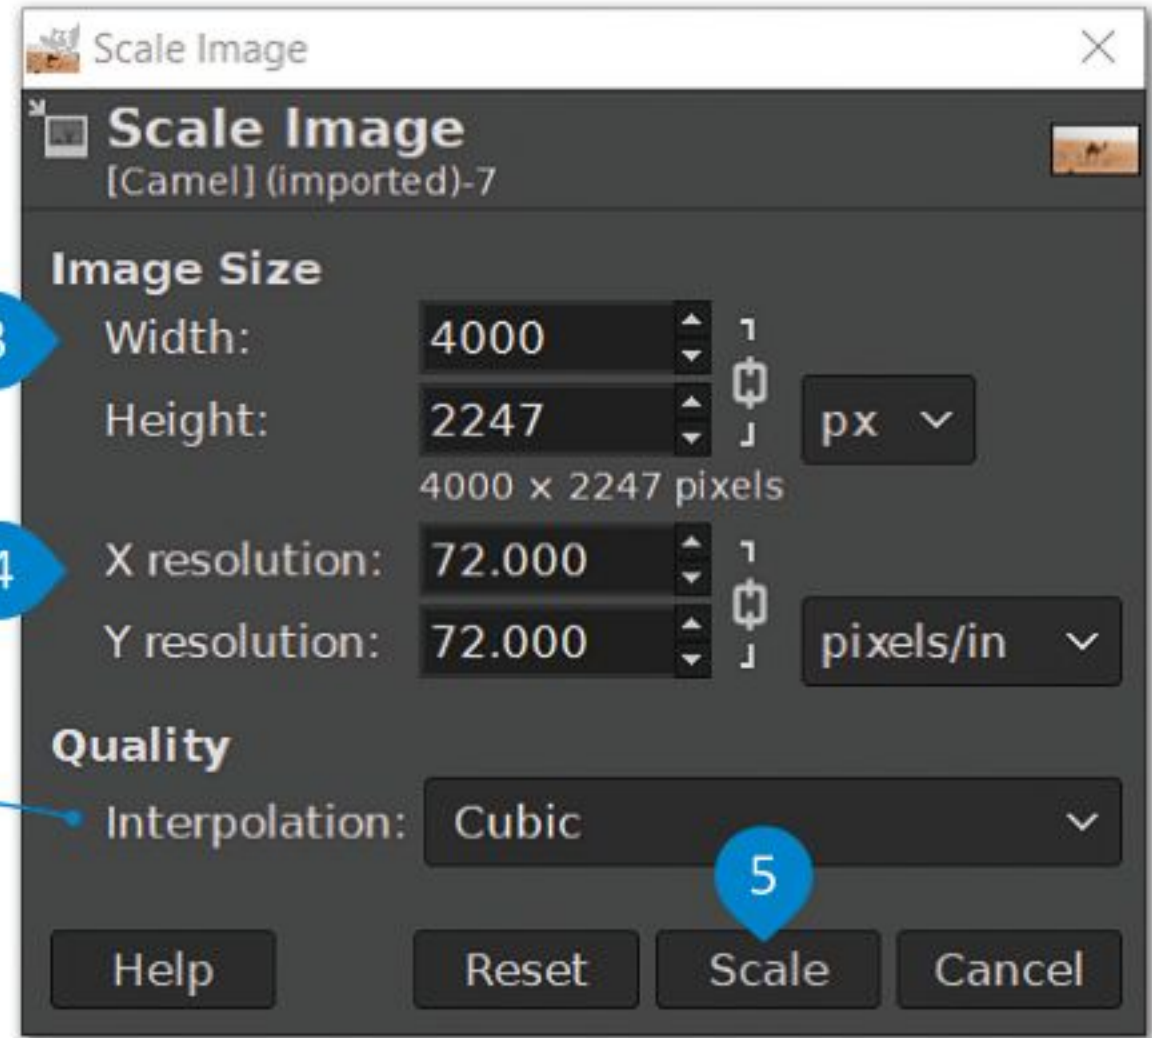 Scale Image
Scale Image
[Camel] (imported)-7
Image Size
Width: 4000
Height: 2247 px
4000 x 2247 pixels
4 X resolution: 72.000
Y resolution: 72.000 pixels/in
Quality
Interpolation: Cubic
5
Help Reset Scale Cancel